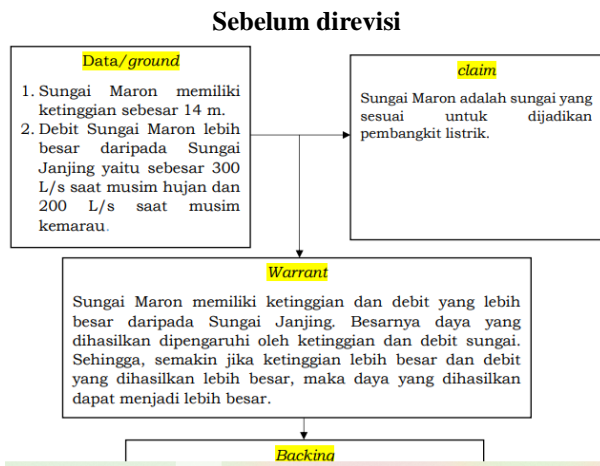 Sebelum direvisi
Data/ground
1. Sungai Maron memiliki
ketinggian sebesar 14 m.
2. Debit Sungai Maron lebih
besar daripada Sungai
Janjing yaitu sebesar 300
L/s saat musim hujan dan
200 L/s saat musim
kemarau.
claim
Sungai Maron adalah sungai yang
sesuai untuk dijadikan
pembangkit listrik.
Warrant
Sungai Maron memiliki ketinggian dan debit yang lebih
besar daripada Sungai Janjing. Besarnya daya yang
dihasilkan dipengaruhi oleh ketinggian dan debit sungai.
Sehingga, semakin jika ketinggian lebih besar dan debit
yang dihasilkan lebih besar, maka daya yang dihasilkan
dapat menjadi lebih besar.
Backing